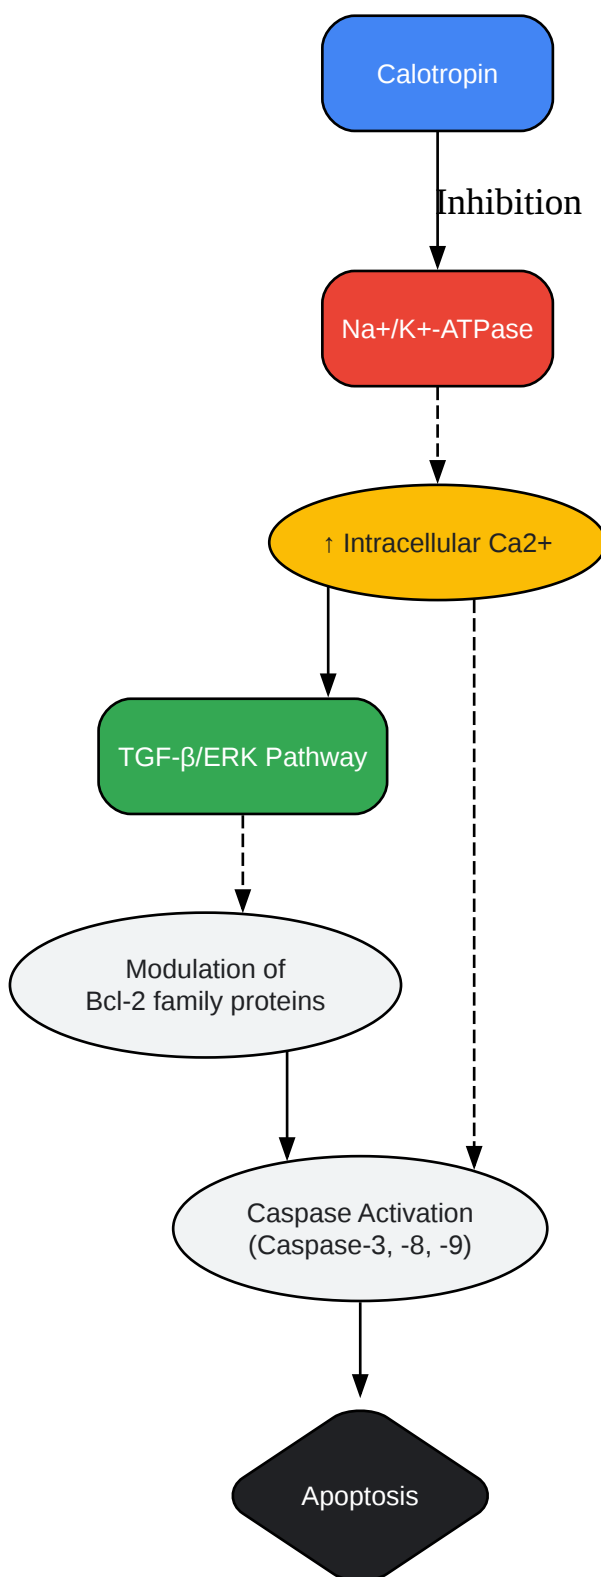 Calotropin
Inhibition
Na+/K+-ATPase
↑ Intracellular Ca2+
TGF-β/ERK Pathway
Modulation of
Bcl-2 family proteins
Caspase Activation
(Caspase-3, -8, -9)
Apoptosis